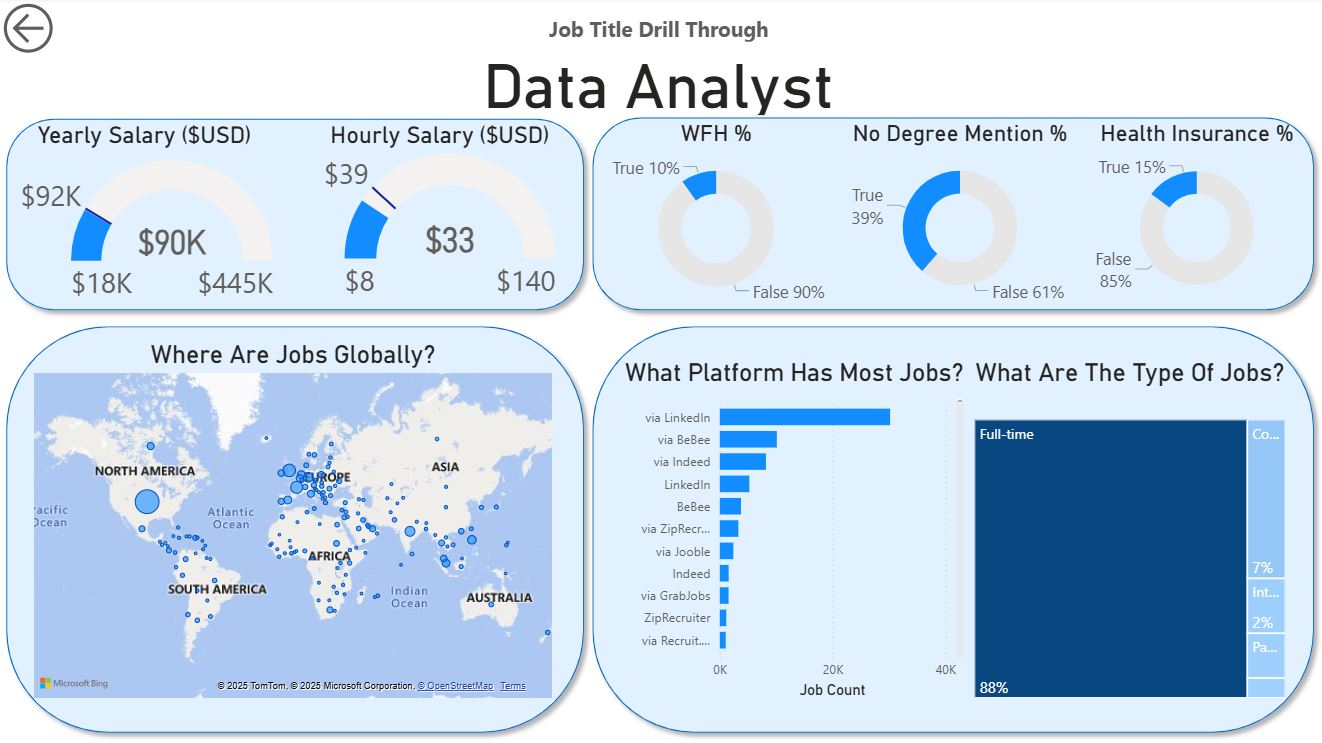 Job Title Drill Through
Data Analyst
Yearly Salary ($USD)
$92K
$90K
$18K
$445K
Hourly Salary ($USD)
$39
$33
$8
$140
WFH %
True 10%
False 90%
No Degree Mention %
True
39%
False 61%
Health Insurance %
True 15%
False
85%
Where Are Jobs Globally?
NORTH AMERICA
EUROPE
ASIA
Pacific
Ocean
Atlantic
Ocean
AFRICA
SOUTH AMERICA
Indian
Ocean
AUSTRALIA
Microsoft Bing
© 2025 TomTom, © 2025 Microsoft Corporation, © OpenStreetMap Terms
What Platform Has Most Jobs?
via LinkedIn
via BeBee
via Indeed
LinkedIn
BeBee
via ZipRecr...
via Jooble
Indeed
via GrabJobs
ZipRecruiter
via Recruit....
0K
20K
40K
Job Count
What Are The Type Of Jobs?
Full-time
88%
Co...
7%
Int...
2%
Pa...